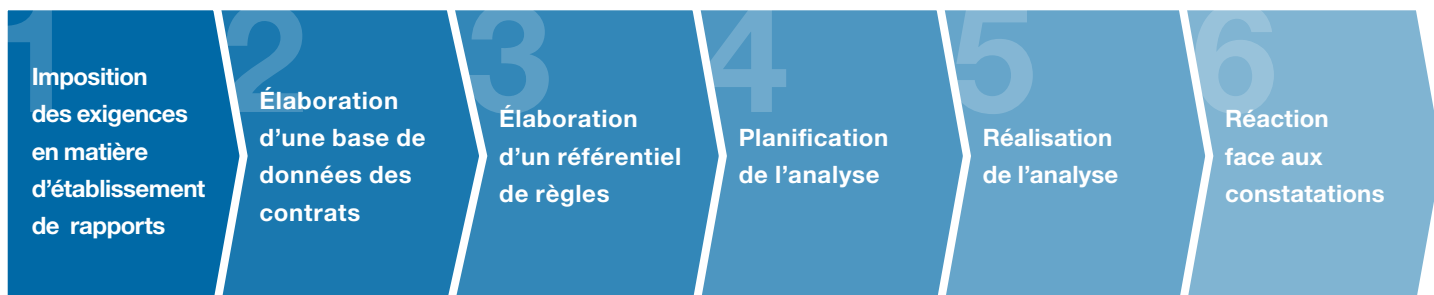 1
Imposition
des exigences
en matière
d’établissement
de rapports
2
Élaboration
d’une base de
données des
contrats
3
Élaboration
d’un référentiel
de règles
4
Planification
de l’analyse
5
Réalisation
de l’analyse
6
Réaction
face aux
constatations